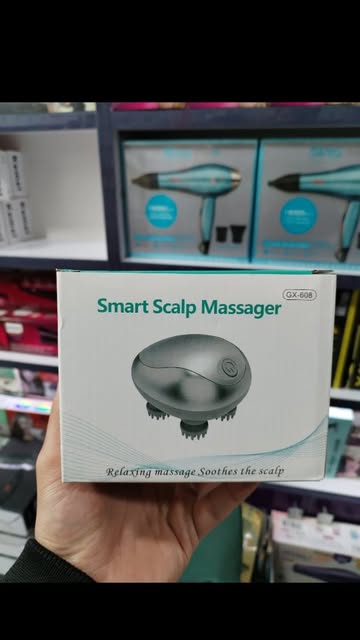 Smart Scalp Massager
GX-608
Relaxing massage Soothes the scalp